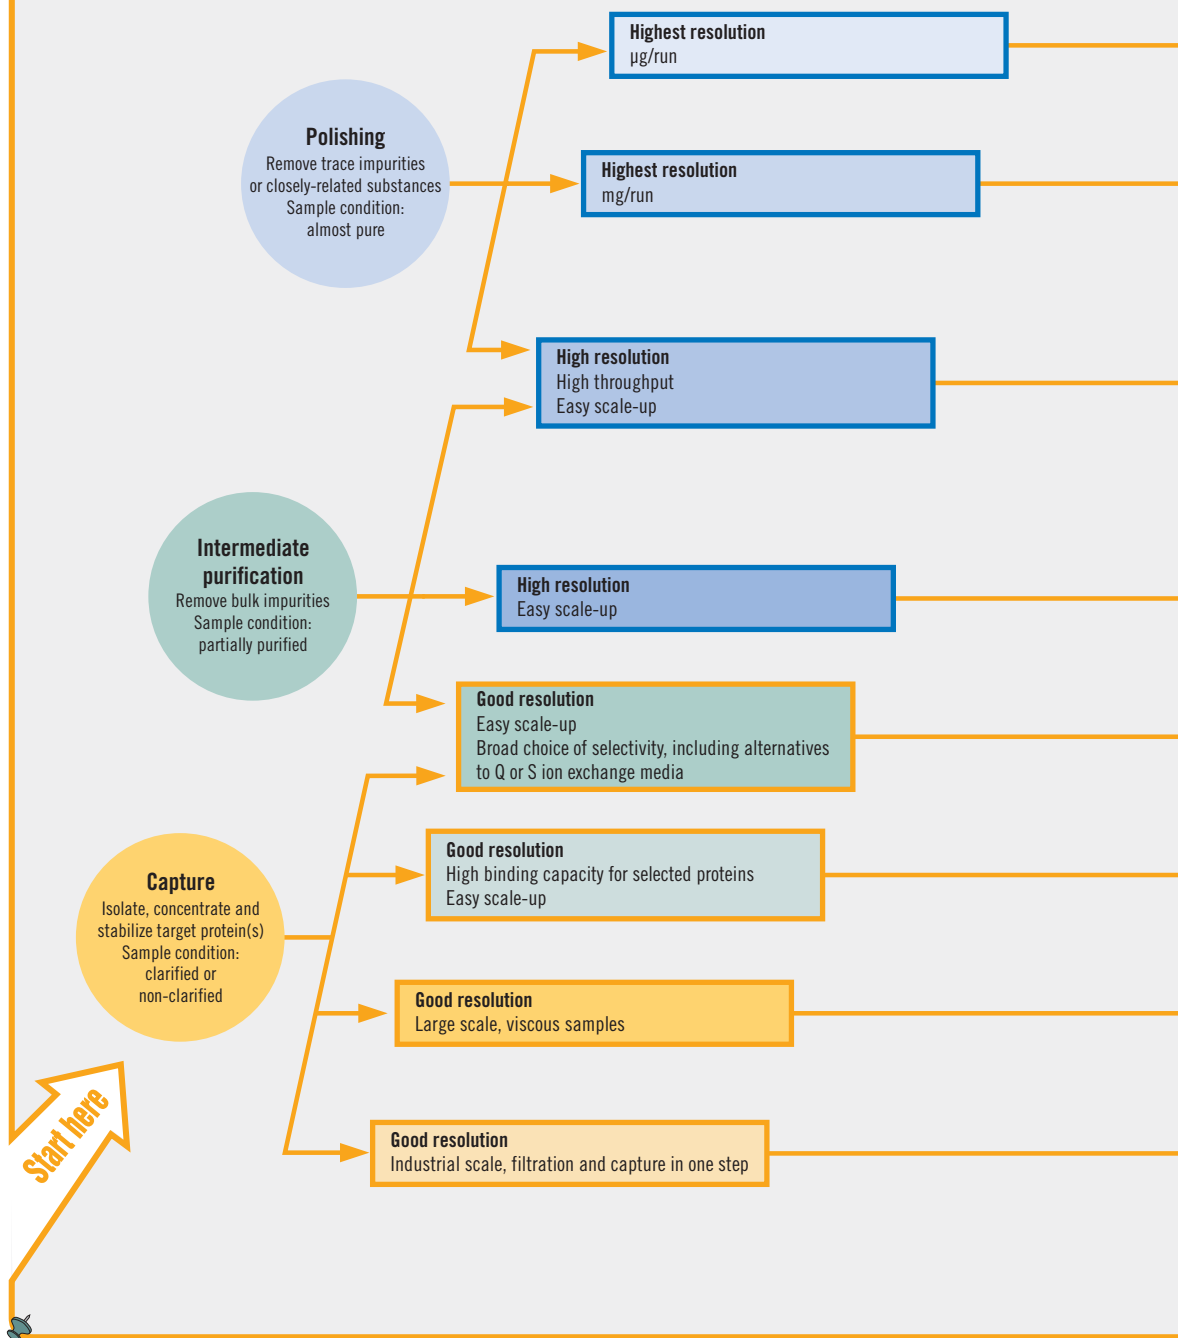 Highest resolution
µg/run
Polishing
Remove trace impurities
or closely-related substances
Sample condition:
almost pure
Highest resolution
mg/run
High resolution
High throughput
Easy scale-up
Intermediate
purification
Remove bulk impurities
Sample condition:
partially purified
High resolution
Easy scale-up
Good resolution
Easy scale-up
Broad choice of selectivity, including alternatives
to Q or S ion exchange media
Good resolution
High binding capacity for selected proteins
Easy scale-up
Capture
Isolate, concentrate and
stabilize target protein(s)
Sample condition:
clarified or
non-clarified
Good resolution
Large scale, viscous samples
Start here
Good resolution
Industrial scale, filtration and capture in one step